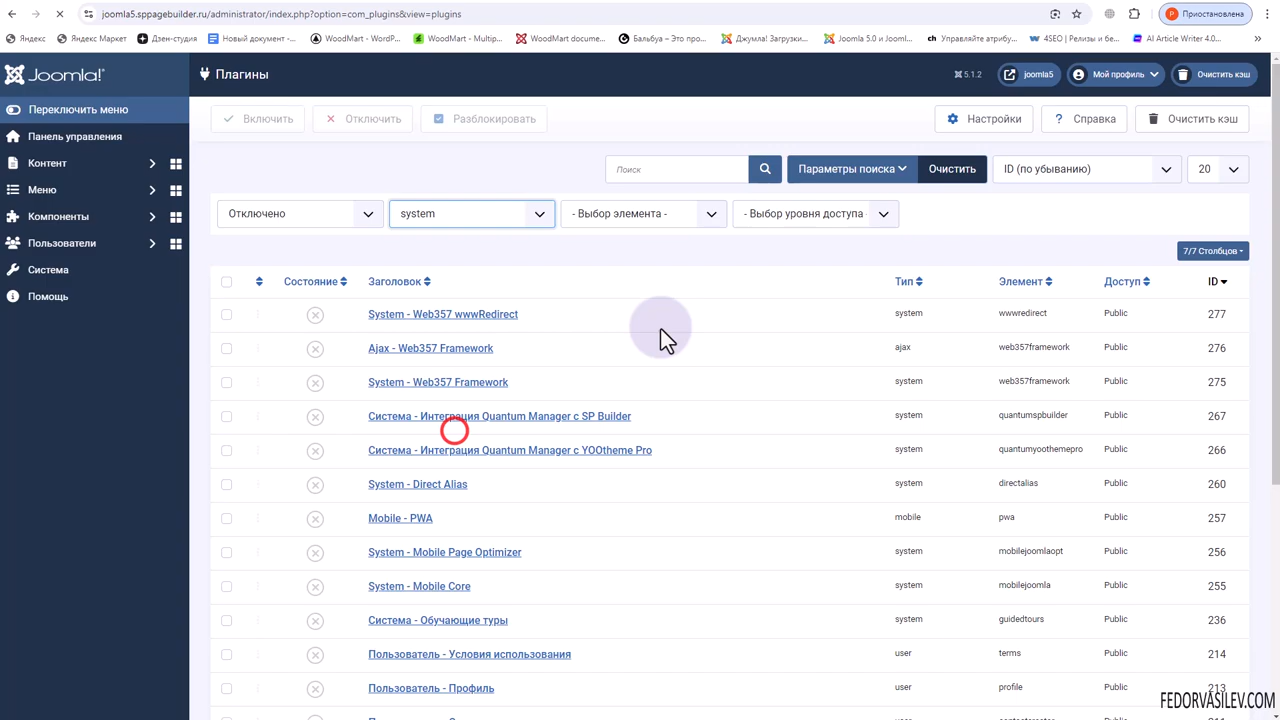 joomla5.sppagebuilder.ru/administrator/index.php?option=com_plugins&view=plugins
Приостановлена
Яндекс
Яндекс Маркет
Дзен-студия
Новый документ -...
WoodMart - WordP...
WoodMart - Multip...
WoodMart docume...
Бальбуа – Это про...
Джумла! Загрузки...
Joomla 5.0 и Joom...
Управляйте атрибу...
4SEO | Релизы и бе...
AI Article Writer 4.0...
Joomla!
Плагины
5.1.2
joomla5
Мой профиль
Очистить кэш
Переключить меню
Панель управления
Контент
Меню
Компоненты
Пользователи
Система
Помощь
Включить
Отключить
Разблокировать
Настройки
Справка
Очистить кэш
Поиск
Параметры поиска
Очистить
ID (по убыванию)
20
Отключено
system
- Выбор элемента -
- Выбор уровня доступа
7/7 Столбцов
Состояние Заголовок Тип Элемент Доступ ID
System - Web357 wwwRedirect system wwwredirect Public 277
Ajax - Web357 Framework ajax web357framework Public 276
System - Web357 Framework system web357framework Public 275
Система - Интеграция Quantum Manager с SP Builder system quantumspbuilder Public 267
Система - Интеграция Quantum Manager с YOOtheme Pro system quantumyoothemepro Public 266
System - Direct Alias system directalias Public 260
Mobile - PWA mobile pwa Public 257
System - Mobile Page Optimizer system mobilejoomlaopt Public 256
System - Mobile Core system mobilejoomla Public 255
Система - Обучающие туры system guidedtours Public 236
Пользователь - Условия использования user terms Public 214
Пользователь - Профиль user profile Public 213
FEDORVASILEV.COM